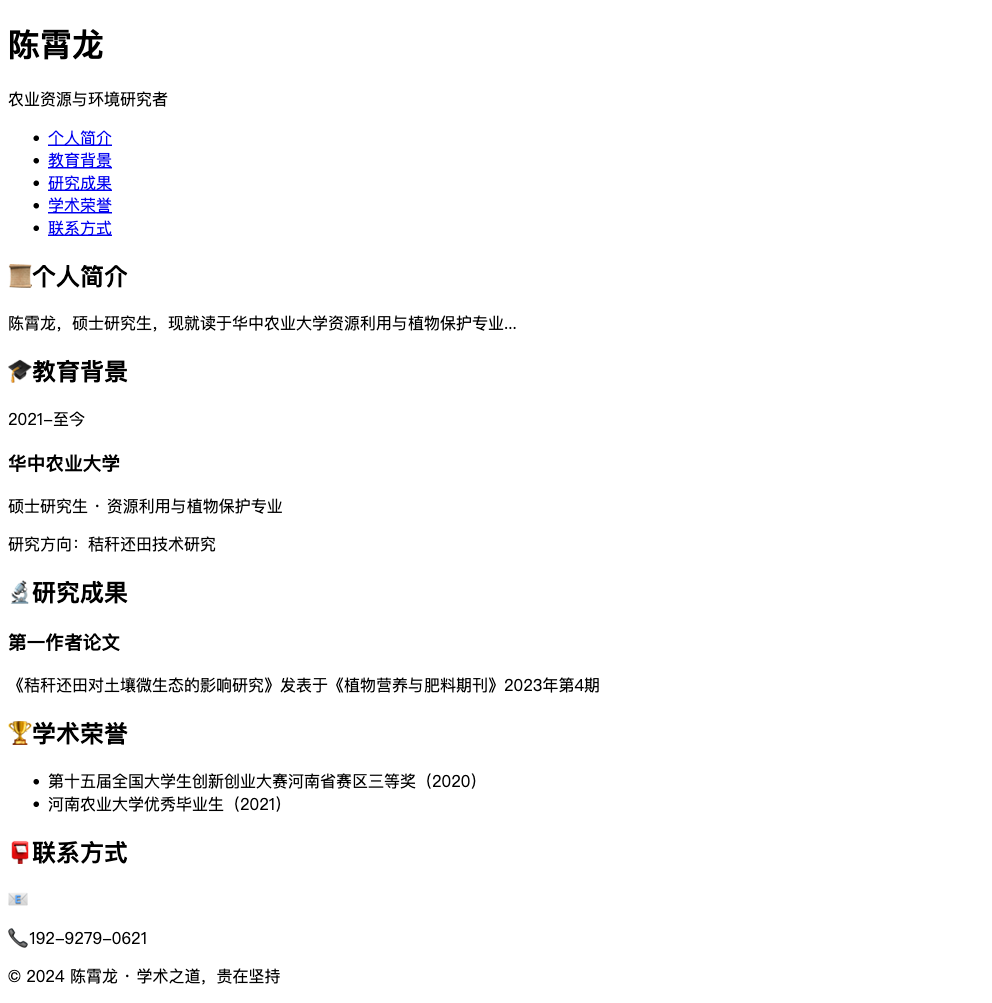 陈霄龙
农业资源与环境研究者
• 个人简介
• 教育背景
• 研究成果
• 学术荣誉
• 联系方式
📜个人简介
陈霄龙，硕士研究生，现就读于华中农业大学资源利用与植物保护专业...
🎓教育背景
2021-至今
华中农业大学
硕士研究生 · 资源利用与植物保护专业
研究方向：秸秆还田技术研究
🔬研究成果
第一作者论文
《秸秆还田对土壤微生态的影响研究》发表于《植物营养与肥料期刊》2023年第4期
🏆学术荣誉
• 第十五届全国大学生创新创业大赛河南省赛区三等奖（2020）
• 河南农业大学优秀毕业生（2021）
📮联系方式
📧
📞192-9279-0621
© 2024 陈霄龙 · 学术之道，贵在坚持